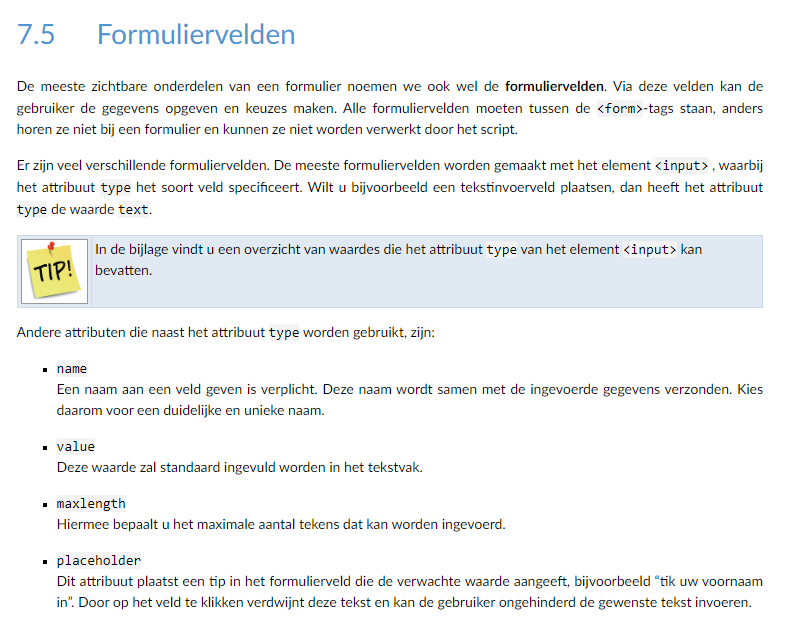 7.5 Formuliervelden
De meeste zichtbare onderdelen van een formulier noemen we ook wel de formuliervelden. Via deze velden kan de
gebruiker de gegevens opgeven en keuzes maken. Alle formuliervelden moeten tussen de <form>-tags staan, anders
horen ze niet bij een formulier en kunnen ze niet worden verwerkt door het script.
Er zijn veel verschillende formuliervelden. De meeste formuliervelden worden gemaakt met het element <input> , waarbij
het attribuut type het soort veld specificeert. Wilt u bijvoorbeeld een tekstinvoerveld plaatsen, dan heeft het attribuut
type de waarde text.
TIP!
In de bijlage vindt u een overzicht van waardes die het attribuut type van het element <input> kan
bevatten.
Andere attributen die naast het attribuut type worden gebruikt, zijn:
▪ name
Een naam aan een veld geven is verplicht. Deze naam wordt samen met de ingevoerde gegevens verzonden. Kies
daarom voor een duidelijke en unieke naam.
▪ value
Deze waarde zal standaard ingevuld worden in het tekstvak.
▪ maxlength
Hiermee bepaalt u het maximale aantal tekens dat kan worden ingevoerd.
▪ placeholder
Dit attribuut plaatst een tip in het formulierveld die de verwachte waarde aangeeft, bijvoorbeeld “tik uw voornaam
in”. Door op het veld te klikken verdwijnt deze tekst en kan de gebruiker ongehinderd de gewenste tekst invoeren.